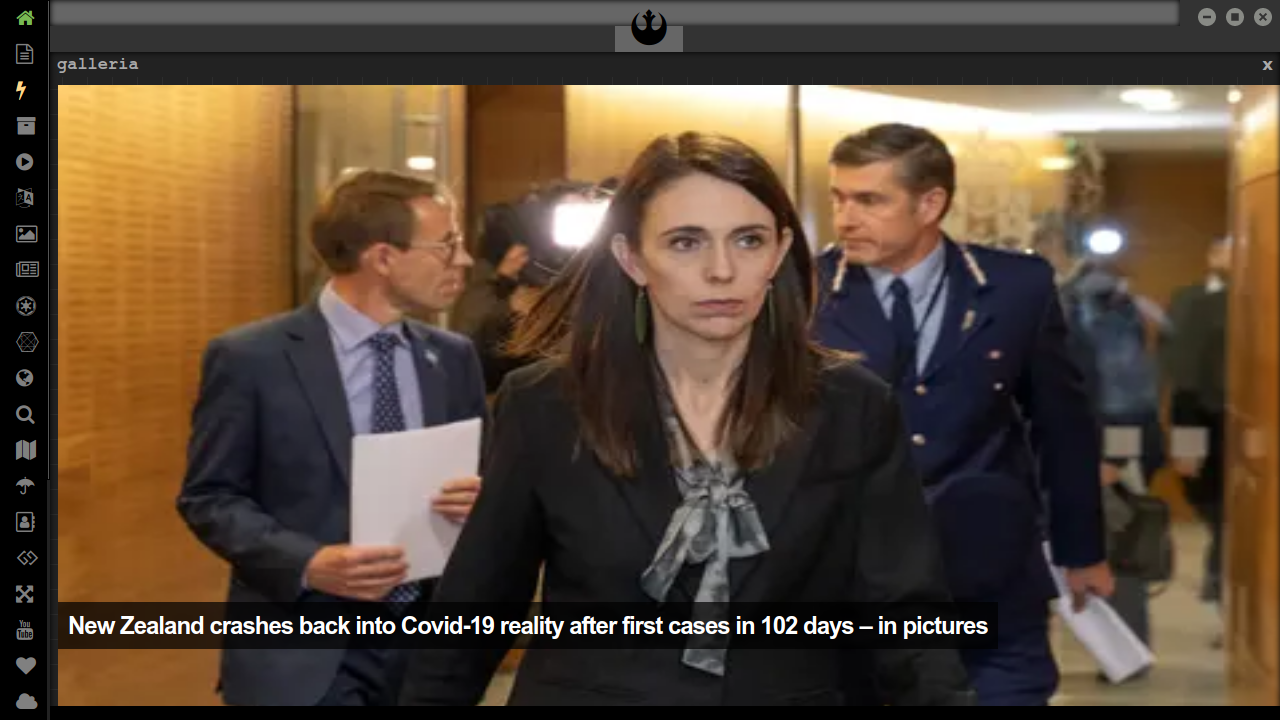 galleria
x
New Zealand crashes back into Covid-19 reality after first cases in 102 days – in pictures
You
Tube